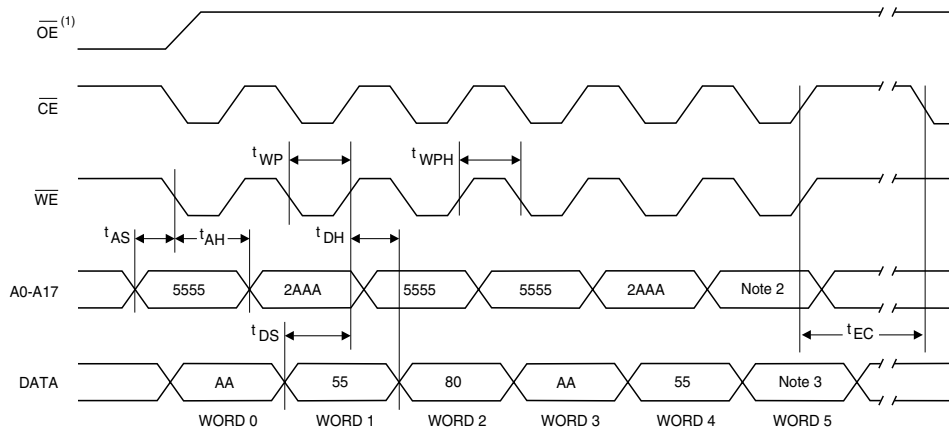 OE (1)
CE
tWP
tWPH
WE
tAS
tAH
tDH
A0-A17
5555
2AAA
5555
5555
2AAA
Note 2
tDS
tEC
DATA
AA
55
80
AA
55
Note 3
WORD 0
WORD 1
WORD 2
WORD 3
WORD 4
WORD 5